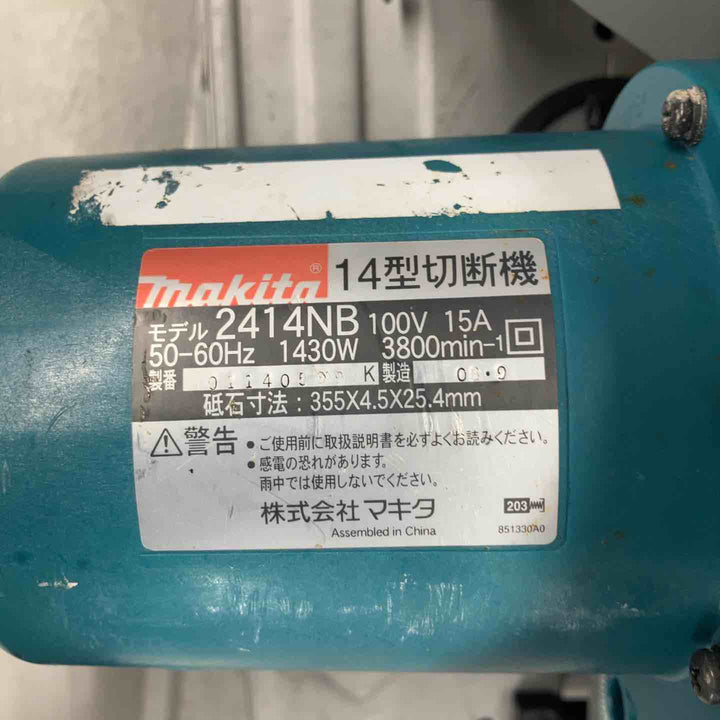 makita® 14型切断機
モデル 2414NB 100V 15A
50-60Hz 1430W 3800min-1
製番 K 製造
砥石寸法:355X4.5X25.4mm
警告 ● ご使用前に取扱説明書を必ずよくお読みください。
● 感電の恐れがあります。
雨中では使用しないでください。
株式会社マキタ
Assembled in China
203
851330A0